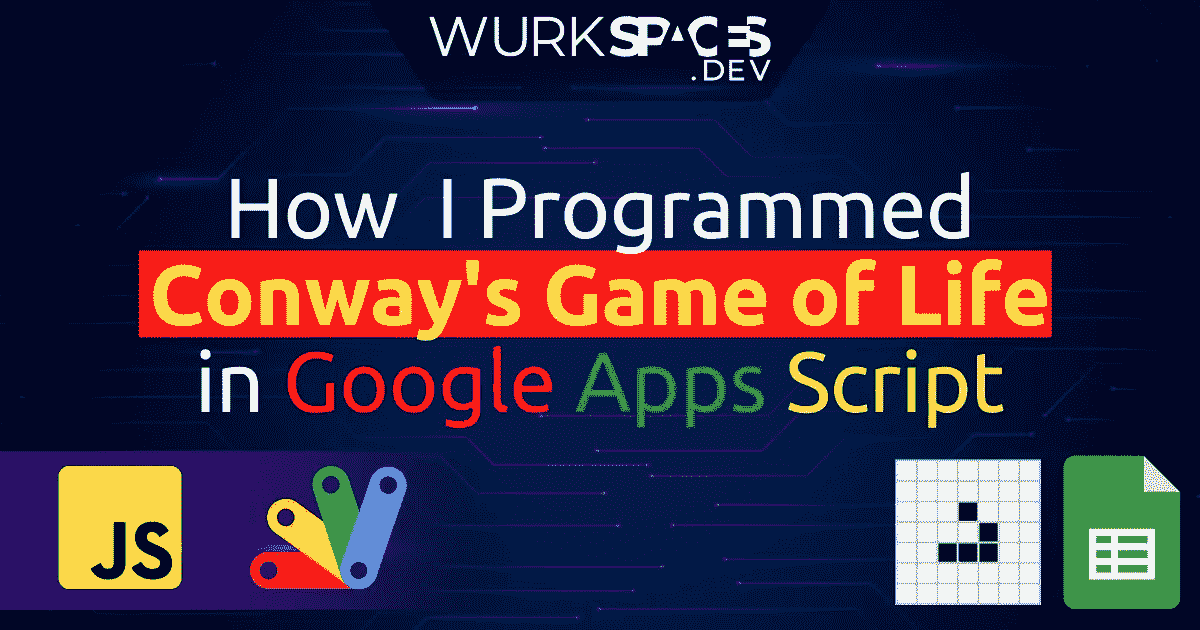 WURKSPACES
.DEV
How I Programmed
Conway's Game of Life
in Google Apps Script
JS